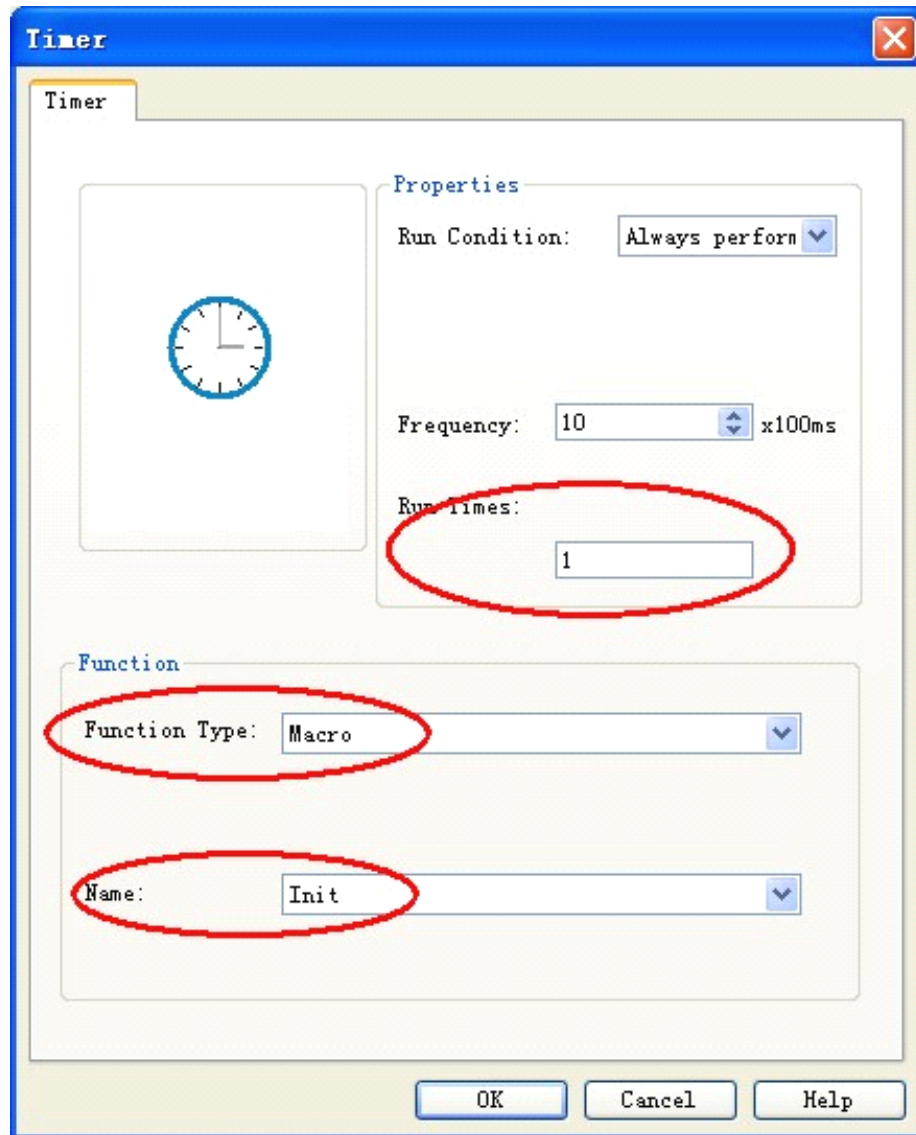 Timer
Timer
Properties
Run Condition: Always perform
Frequency: 10 x100ms
Run Times:
1
Function
Function Type: Macro
Name: Init
OK Cancel Help